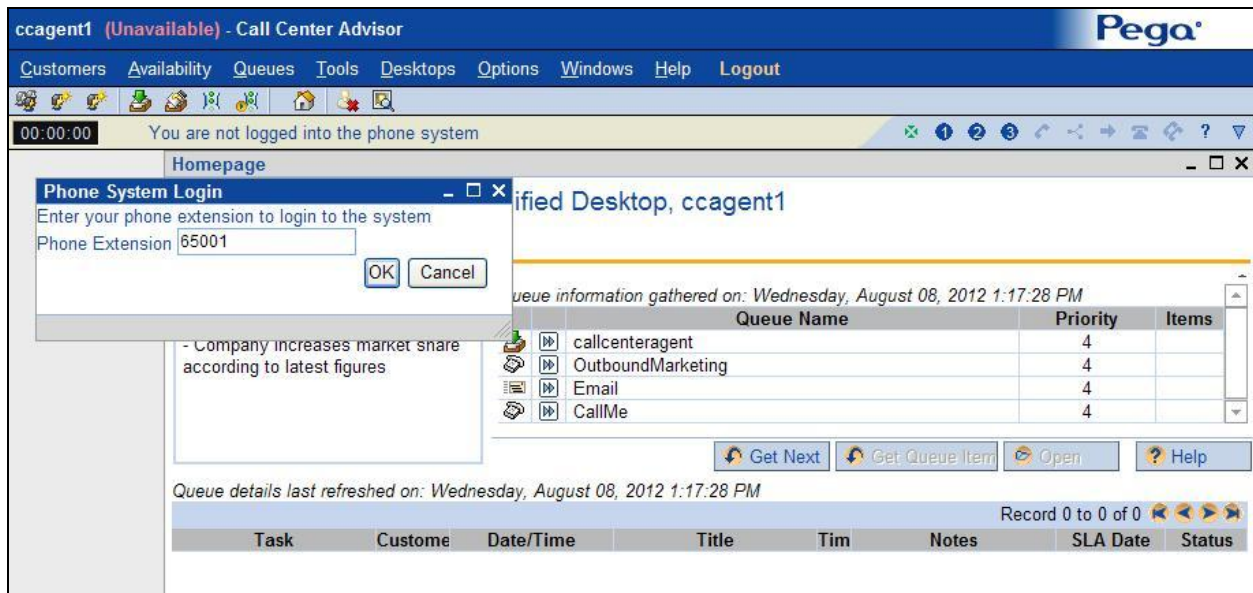 ccagent1 (Unavailable) - Call Center Advisor
Pega
Customers Availability Queues Tools Desktops Options Windows Help Logout
00:00:00 You are not logged into the phone system 1 2 3 ?
Homepage
Phone System Login
Enter your phone extension to login to the system
Phone Extension 65001
OK Cancel
ified Desktop, ccagent1
ueue information gathered on: Wednesday, August 08, 2012 1:17:28 PM
Queue Name Priority Items
callcenteragent 4
OutboundMarketing 4
Email 4
CallMe 4
- Company increases market share
according to latest figures
Get Next Get Queue Item Open ? Help
Queue details last refreshed on: Wednesday, August 08, 2012 1:17:28 PM
Record 0 to 0 of 0
Task Custome Date/Time Title Tim Notes SLA Date Status